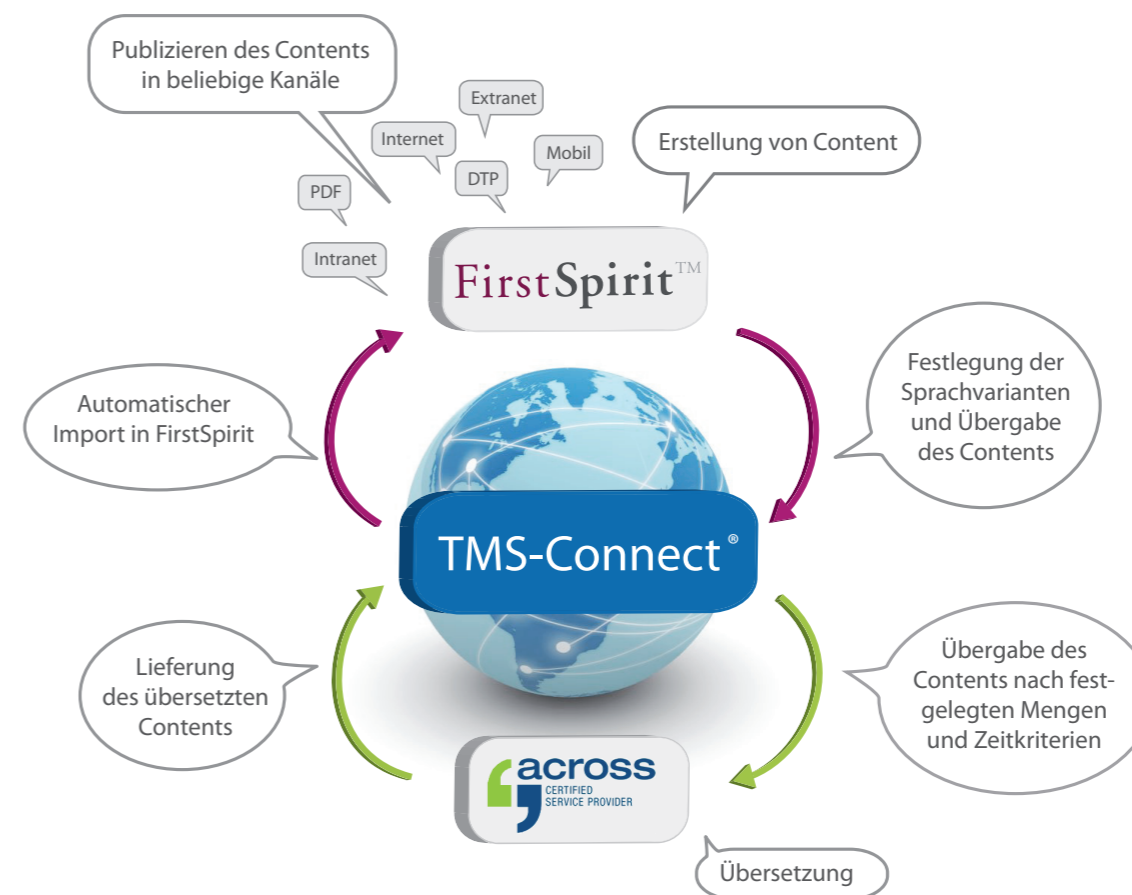 Publizieren des Contents
in beliebige Kanäle
Extranet
Internet
Mobil
DTP
PDF
Intranet
Erstellung von Content
FirstSpirit™
Festlegung der
Sprachvarianten
und Übergabe
des Contents
Automatischer
Import in FirstSpirit
TMS-Connect®
Übergabe des
Contents nach fest-
gelegten Mengen
und Zeitkriterien
Lieferung
des übersetzten
Contents
across
CERTIFIED
SERVICE PROVIDER
Übersetzung